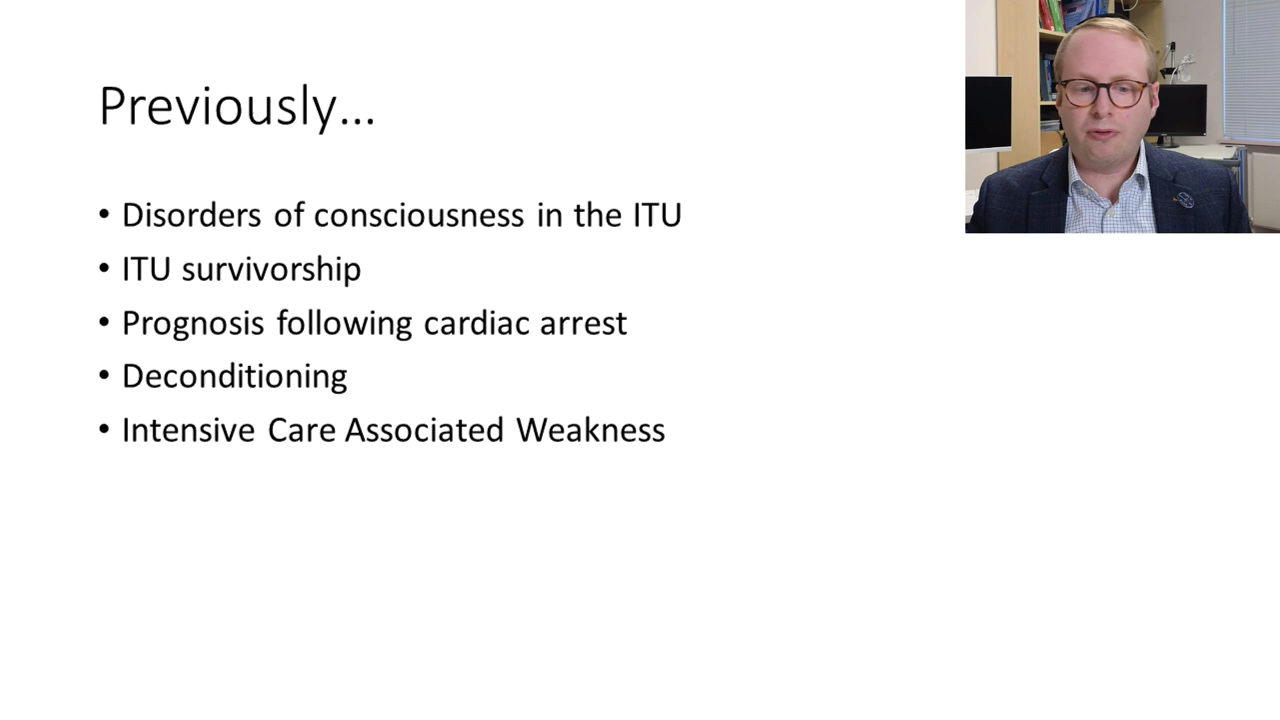 Previously…
• Disorders of consciousness in the ITU
• ITU survivorship
• Prognosis following cardiac arrest
• Deconditioning
• Intensive Care Associated Weakness